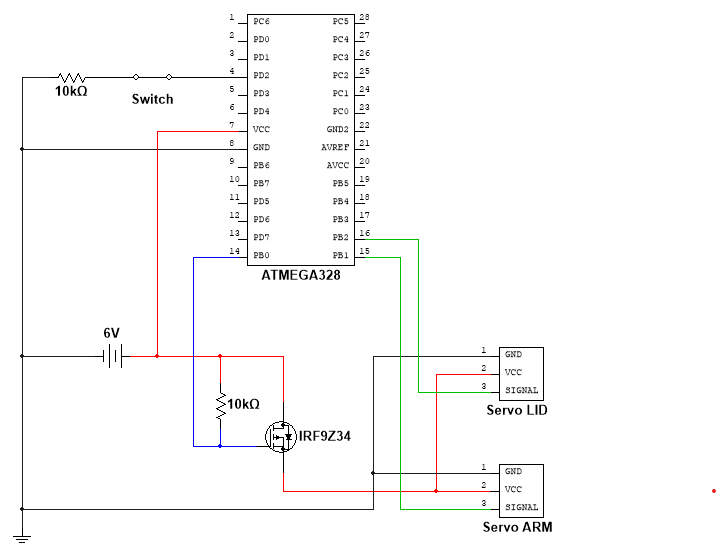 1 PC6 PC5 28
2 PD0 PC4 27
3 PD1 PC3 26
4 PD2 PC2 25
10kΩ
Switch
5 PD3 PC1 24
6 PD4 PC0 23
7 VCC GND2 22
8 GND AVREF 21
9 PB6 AVCC 20
10 PB7 PB5 19
11 PD5 PB4 18
12 PD6 PB3 17
13 PD7 PB2 16
14 PB0 PB1 15
ATMEGA328
6V
1 GND
2 VCC
3 SIGNAL
Servo LID
10kΩ
IRF9Z34
1 GND
2 VCC
3 SIGNAL
Servo ARM